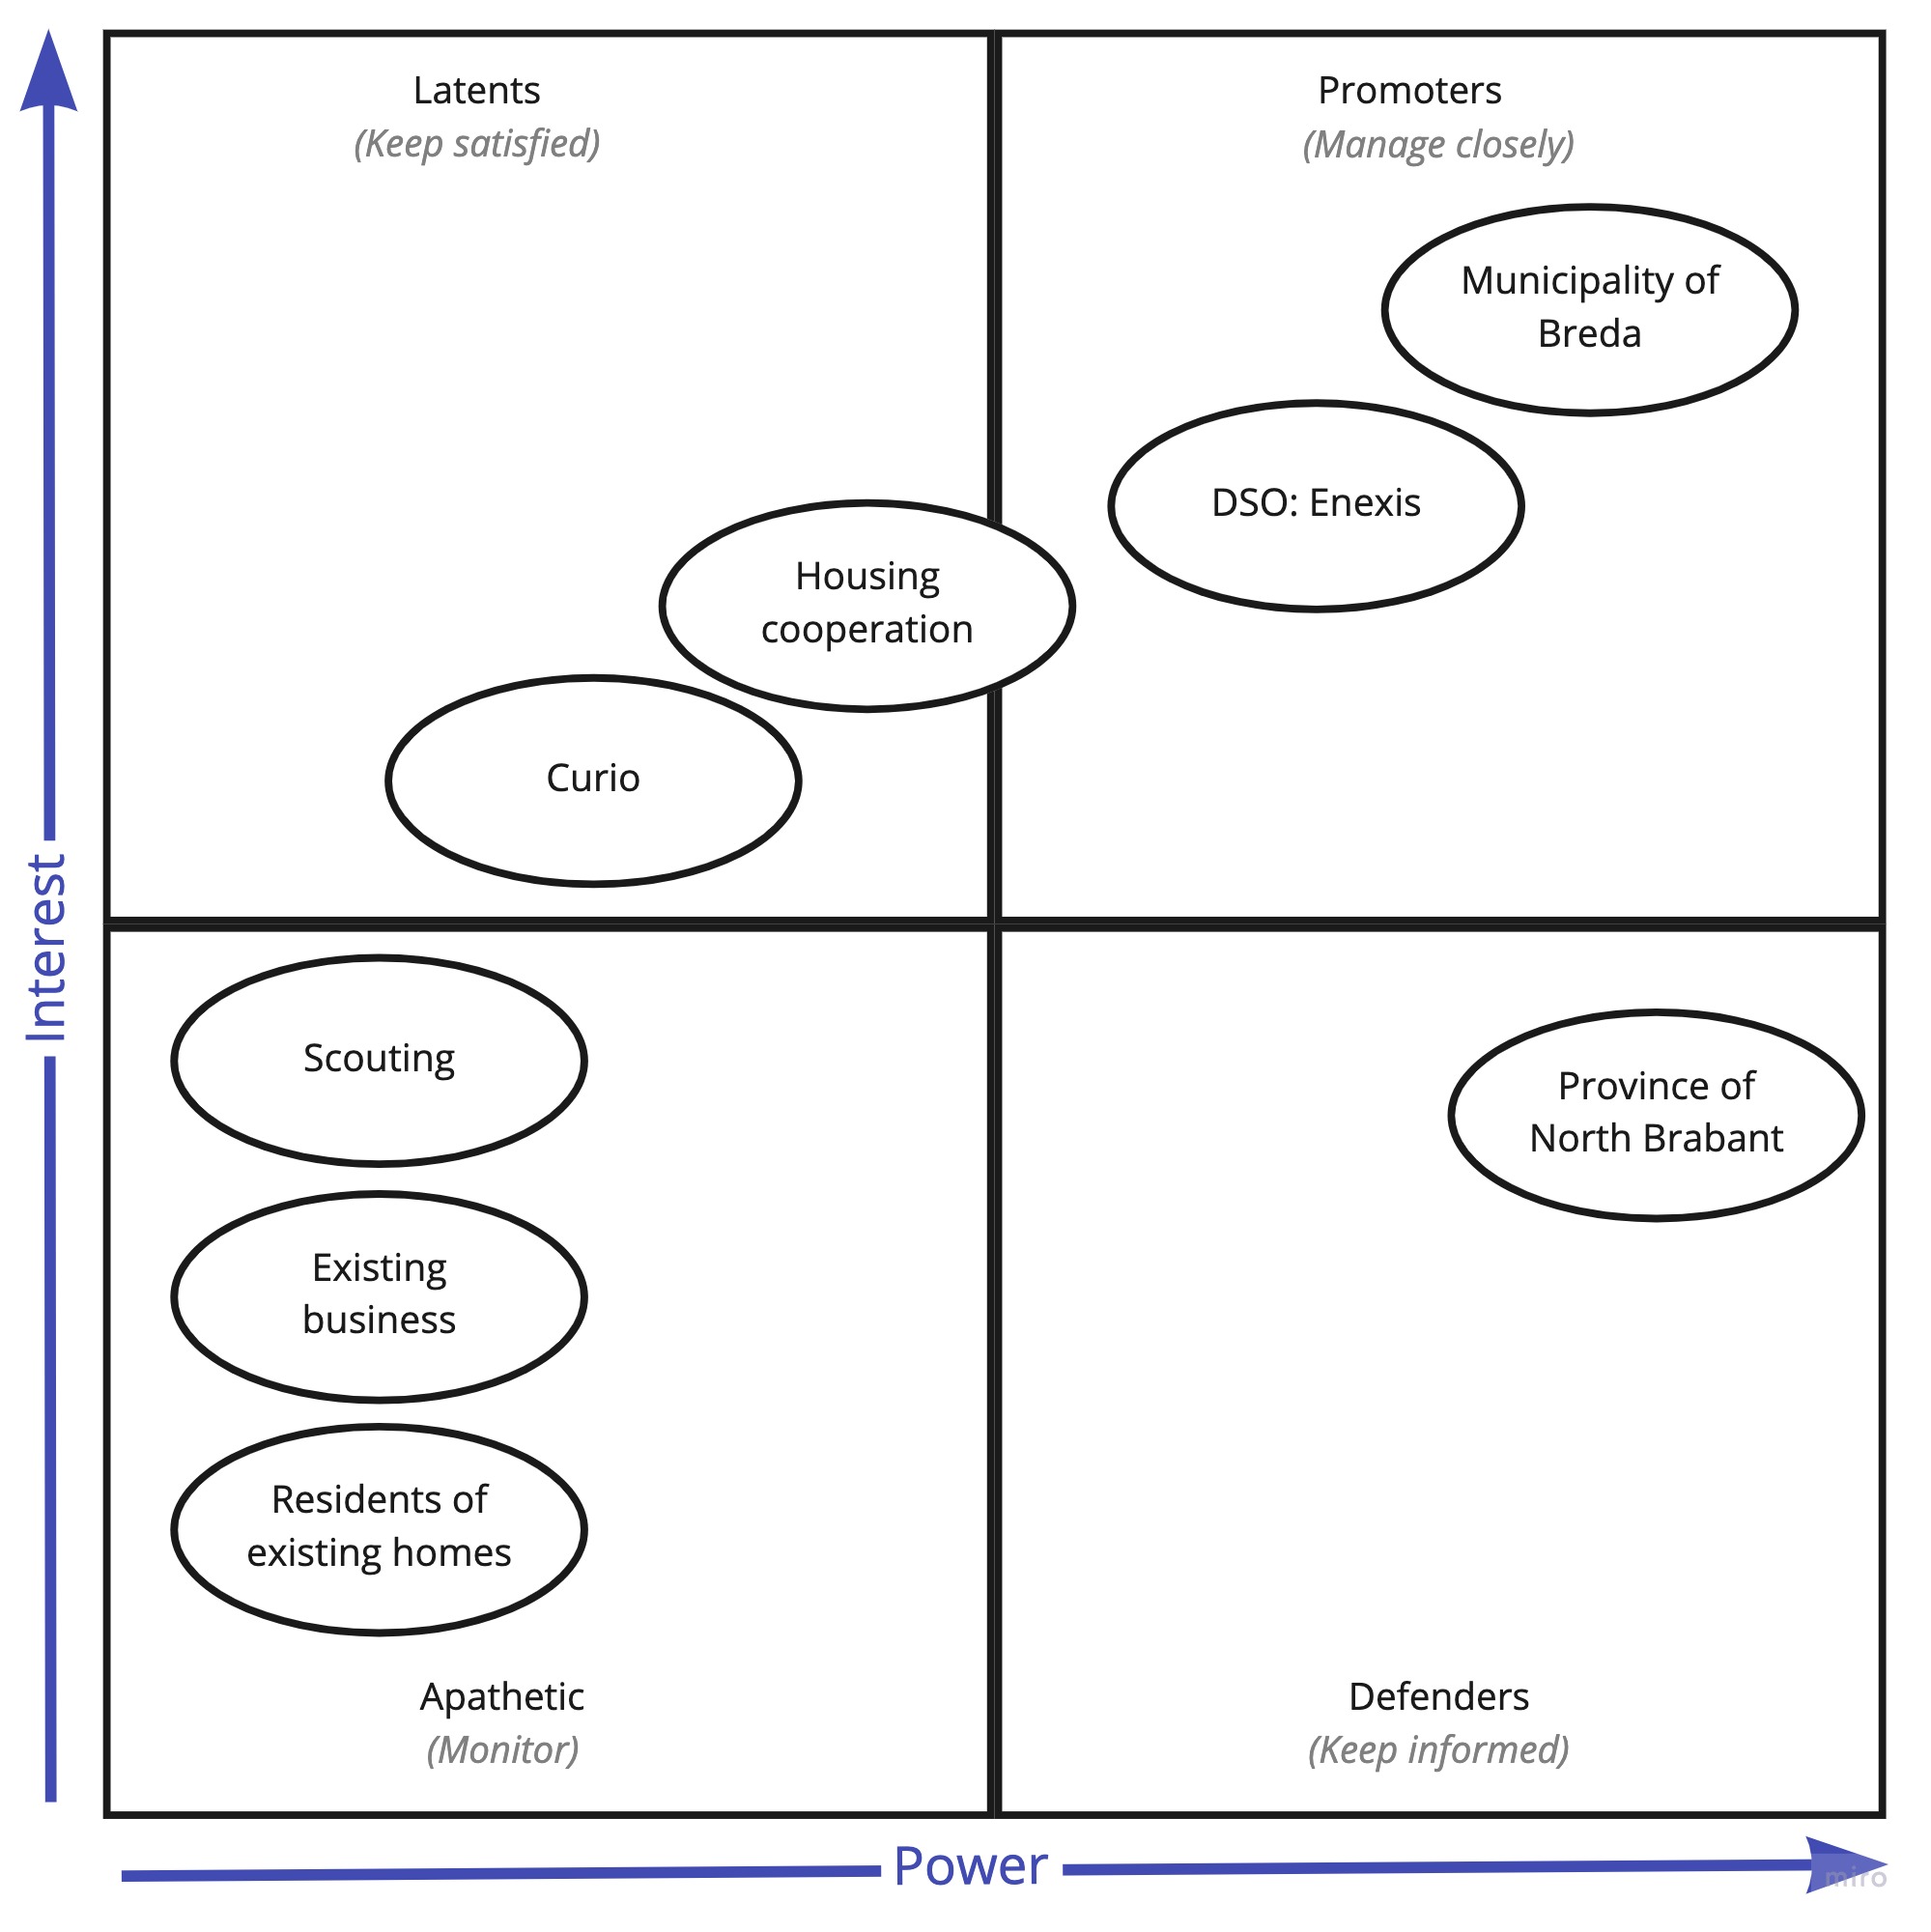 Latents
(Keep satisfied)
Promoters
(Manage closely)
Municipality of
Breda
DSO: Enexis
Housing
cooperation
Curio
Interest
Scouting
Province of
North Brabant
Existing
business
Residents of
existing homes
Apathetic
(Monitor)
Defenders
(Keep informed)
Power
miro